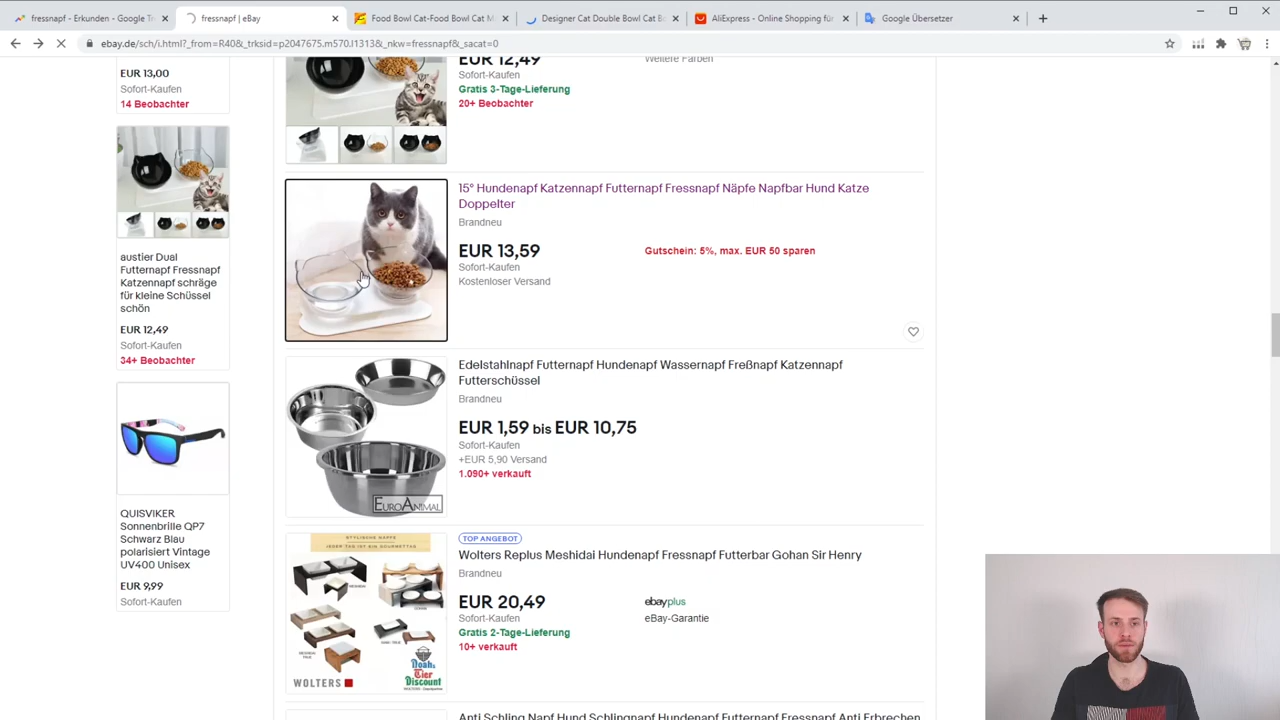 fressnapf - Erkunden - Google T
fressnapf | eBay
Food Bowl Cat-Food Bowl Cat M
Designer Cat Double Bowl Cat Bo
AliExpress - Online Shopping für
Google Übersetzer
ebay.de/sch/i.html?_from=R40&_trksid=p2047675.m570.l1313&_nkw=fressnapf&_sacat=0
EUR 13,00
Sofort-Kaufen
14 Beobachter
austier Dual
Futternapf Fressnapf
Katzennapf schräge
für kleine Schüssel
schön
EUR 12,49
Sofort-Kaufen
34+ Beobachter
QUISVIKER
Sonnenbrille QP7
Schwarz Blau
Polarisiert Vintage
UV400 Unisex
EUR 9,99
Sofort-Kaufen
EUR 12,49
Weitere Farben
Sofort-Kaufen
Gratis 3-Tage-Lieferung
20+ Beobachter
15° Hundenapf Katzennapf Futternapf Fressnapf Näpfe Napfbar Hund Katze
Doppelter
Brandneu
EUR 13,59
Gutschein: 5%, max. EUR 50 sparen
Sofort-Kaufen
Kostenloser Versand
Edelstahlnapf Futternapf Hundenapf Wassernapf Freßnapf Katzennapf
Futterschüssel
Brandneu
EUR 1,59 bis EUR 10,75
Sofort-Kaufen
+EUR 5,90 Versand
1.090+ verkauft
EUROANIMAL
TOP ANGEBOT
Wolters Replus Meshidai Hundenapf Fressnapf Futterbar Gohan Sir Henry
Brandneu
EUR 20,49
ebayplus
Sofort-Kaufen
eBay-Garantie
Gratis 2-Tage-Lieferung
10+ verkauft
STYLISCHE NÄPFE
Noahs
Tier
Discount
WOLTERS
Anti Schling Napf Hund Schlingnapf Hundenapf Futternapf Fressnapf Anti Erbrechen